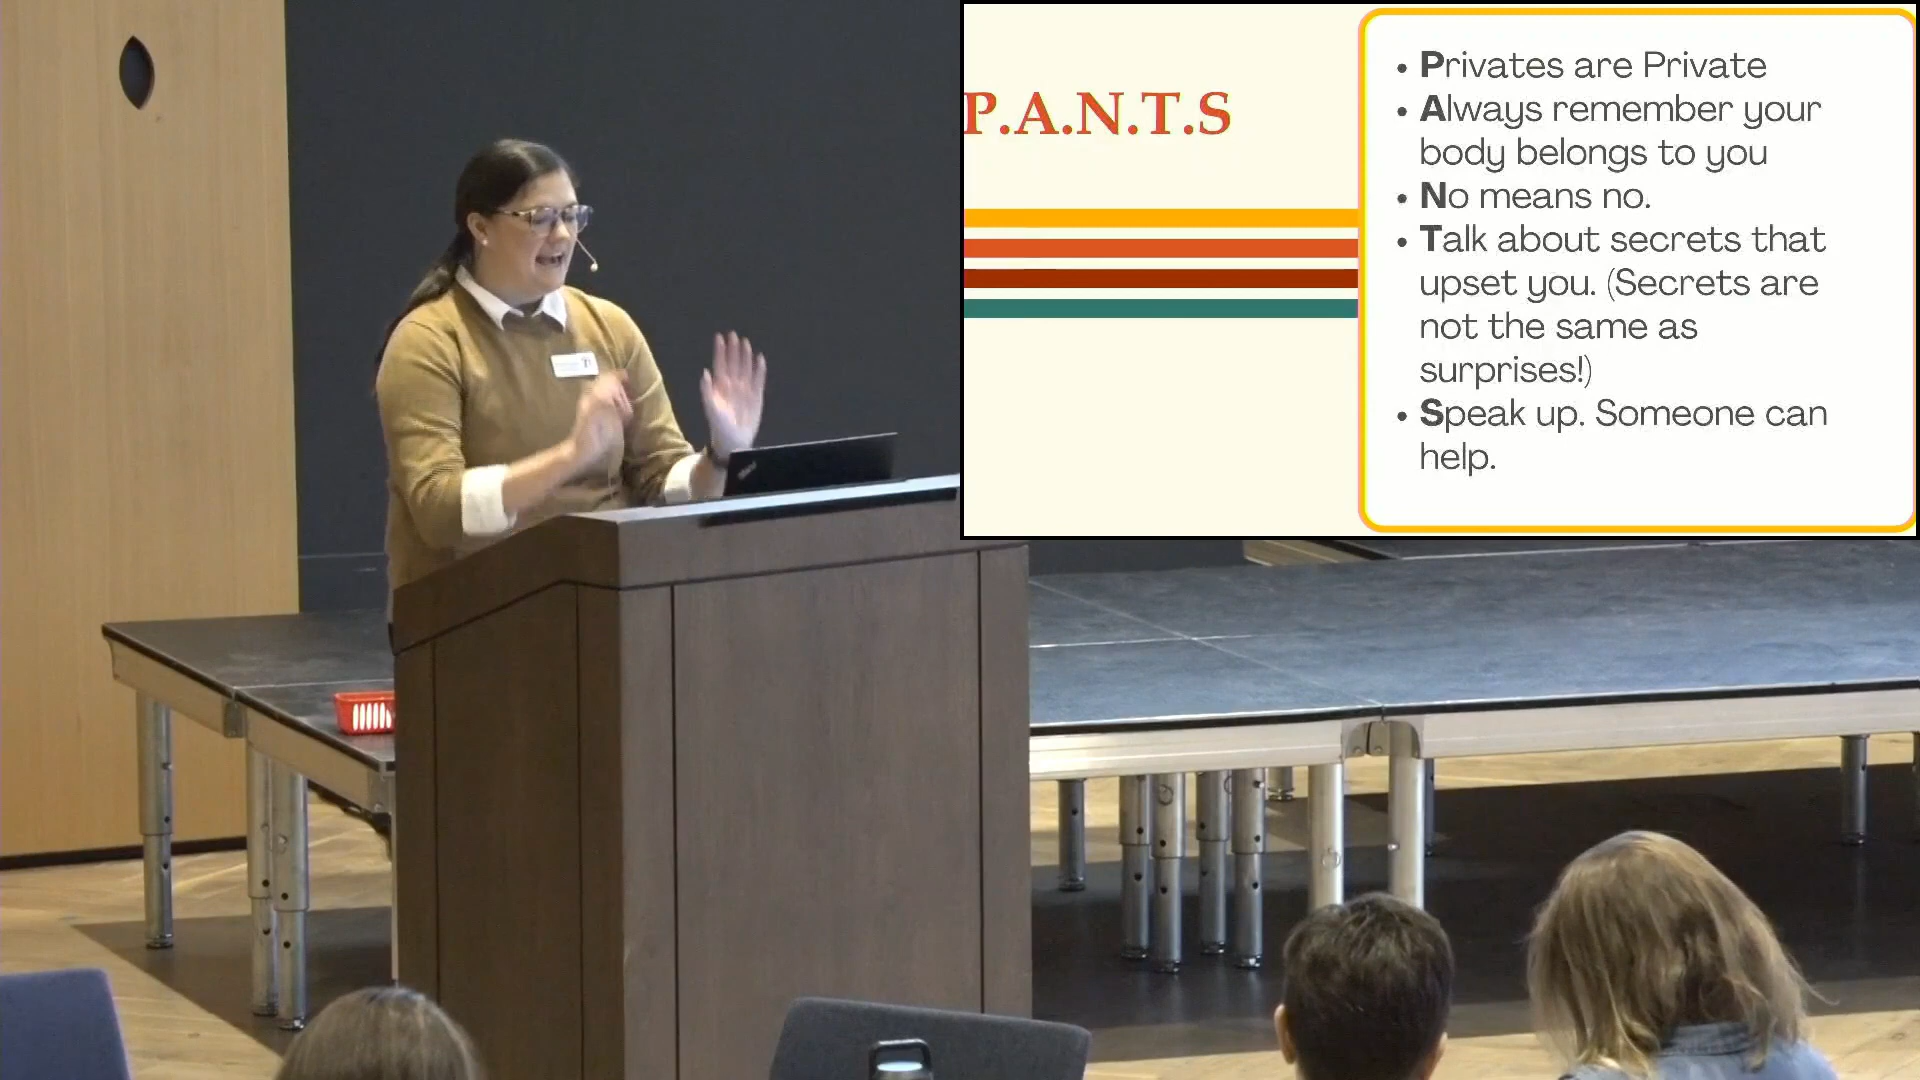 P.A.N.T.S
• Privates are Private
• Always remember your
body belongs to you
• No means no.
• Talk about secrets that
upset you. (Secrets are
not the same as
surprises!)
• Speak up. Someone can
help.